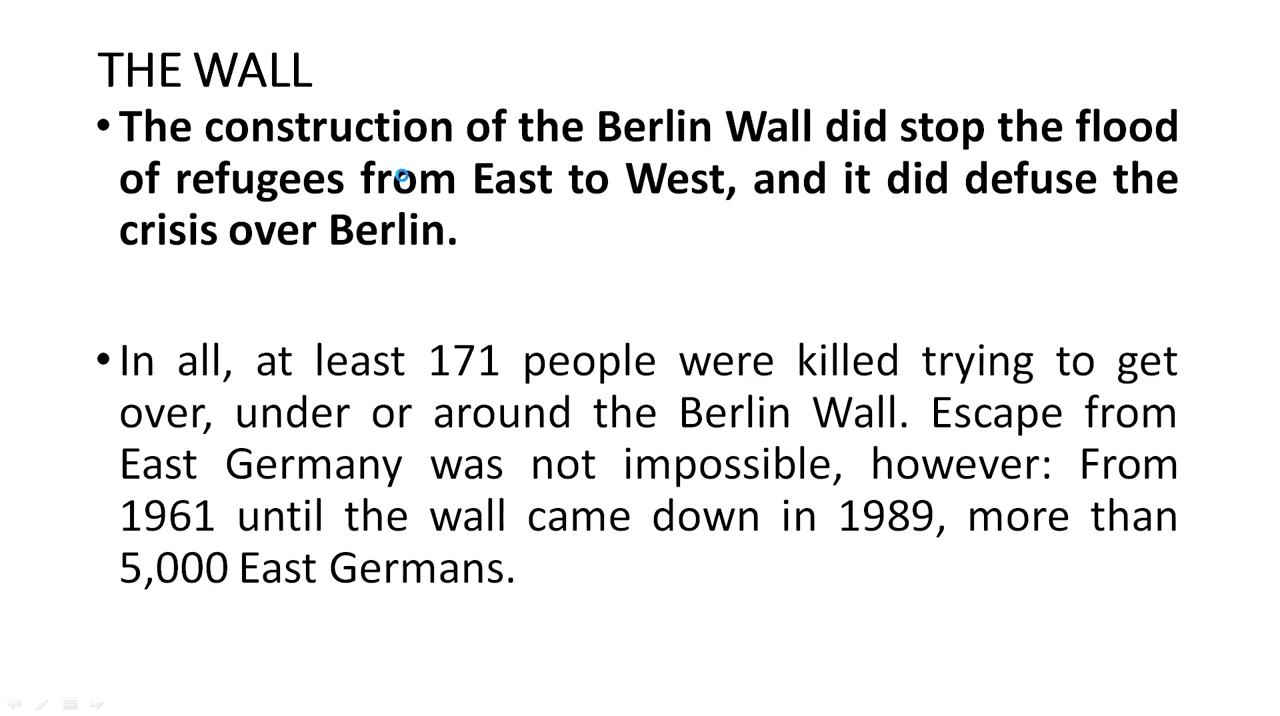 THE WALL
• The construction of the Berlin Wall did stop the flood
of refugees from East to West, and it did defuse the
crisis over Berlin.
• In all, at least 171 people were killed trying to get
over, under or around the Berlin Wall. Escape from
East Germany was not impossible, however: From
1961 until the wall came down in 1989, more than
5,000 East Germans.